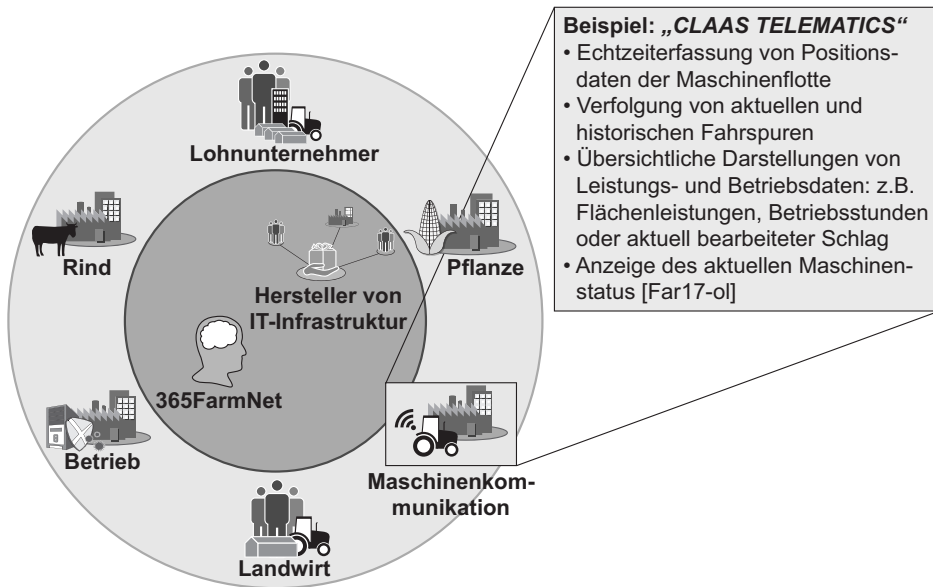 Beispiel: „CLAAS TELEMATICS“
• Echtzeiterfassung von Positions-
daten der Maschinenflotte
• Verfolgung von aktuellen und
historischen Fahrspuren
• Übersichtliche Darstellungen von
Leistungs- und Betriebsdaten: z.B.
Flächenleistungen, Betriebsstunden
oder aktuell bearbeiteter Schlag
• Anzeige des aktuellen Maschinen-
status [Far17-ol]
Lohnunternehmer
Rind
Pflanze
Hersteller von
IT-Infrastruktur
365FarmNet
Betrieb
Maschinenkom-
munikation
Landwirt